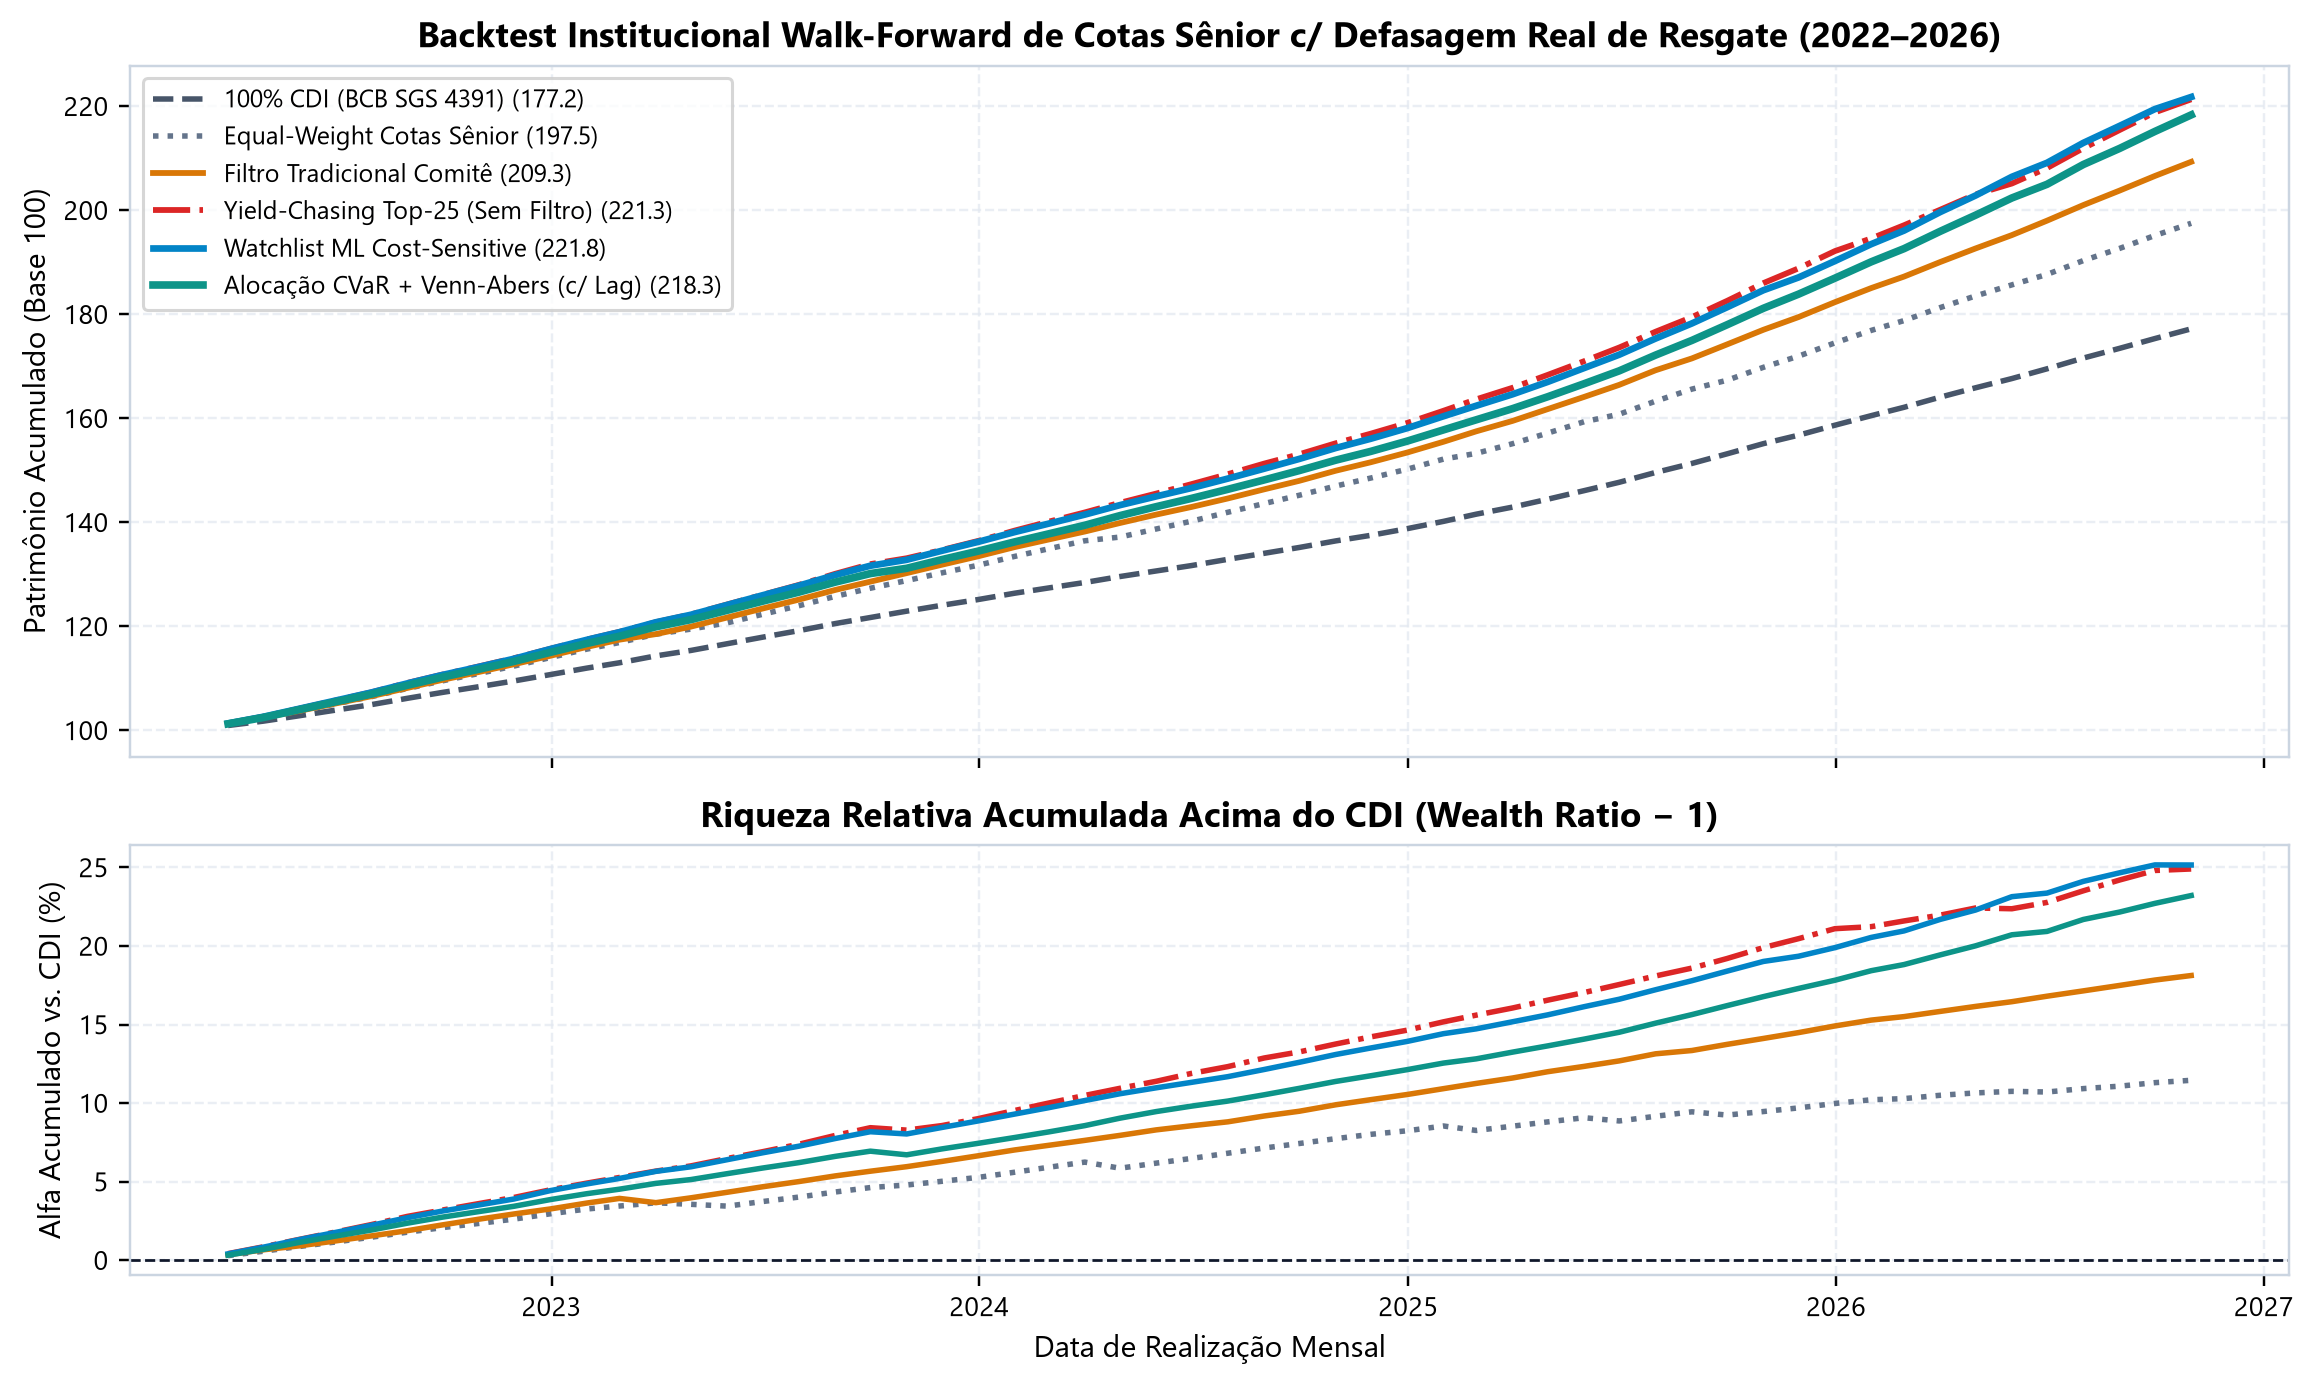 Backtest Institucional Walk-Forward de Cotas Sênior c/ Defasagem Real de Resgate (2022–2026)
Patrimônio Acumulado (Base 100)
220
200
180
160
140
120
100
100% CDI (BCB SGS 4391) (177.2)
Equal-Weight Cotas Sênior (197.5)
Filtro Tradicional Comitê (209.3)
Yield-Chasing Top-25 (Sem Filtro) (221.3)
Watchlist ML Cost-Sensitive (221.8)
Alocação CVaR + Venn-Abers (c/ Lag) (218.3)
Riqueza Relativa Acumulada Acima do CDI (Wealth Ratio − 1)
Alfa Acumulado vs. CDI (%)
25
20
15
10
5
0
2023
2024
2025
2026
2027
Data de Realização Mensal